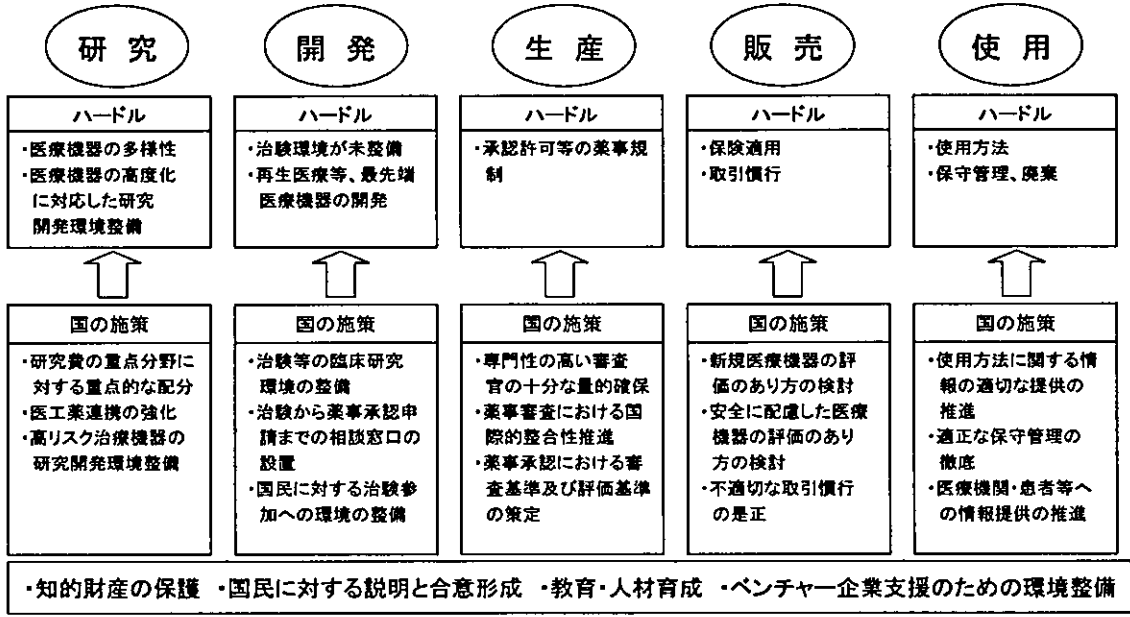 研究
開発
生産
販売
使用
ハードル
・医療機器の多様性
・医療機器の高度化
に対応した研究
開発環境整備
ハードル
・治験環境が未整備
・再生医療等、最先端
医療機器の開発
ハードル
・承認許可等の薬事規
制
ハードル
・保険適用
・取引慣行
ハードル
・使用方法
・保守管理、廃棄
国の施策
・研究費の重点分野に
対する重点的な配分
・医工薬連携の強化
・高リスク治療機器の
研究開発環境整備
国の施策
・治験等の臨床研究
環境の整備
・治験から薬事承認申
請までの相談窓口の
設置
・国民に対する治験参
加への環境の整備
国の施策
・専門性の高い審査
官の十分な量的確保
・薬事審査における国
際的整合性推進
・薬事承認における審
査基準及び評価基準
の策定
国の施策
・新規医療機器の評
価のあり方の検討
・安全に配慮した医療
機器の評価のあり
方の検討
・不適切な取引慣行
の是正
国の施策
・使用方法に関する情
報の適切な提供の
推進
・適正な保守管理の
徹底
・医療機関・患者等へ
の情報提供の推進
・知的財産の保護 ・国民に対する説明と合意形成 ・教育・人材育成 ・ベンチャー企業支援のための環境整備